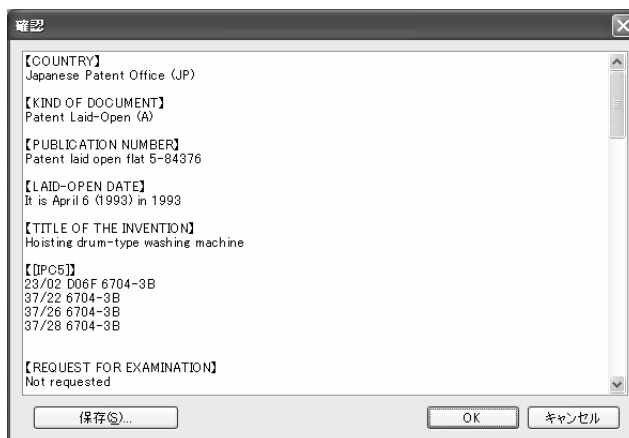 確認
【COUNTRY】
Japanese Patent Office (JP)
【KIND OF DOCUMENT】
Patent Laid-Open (A)
【PUBLICATION NUMBER】
Patent laid open flat 5-84376
【LAID-OPEN DATE】
It is April 6 (1993) in 1993
【TITLE OF THE INVENTION】
Hoisting drum-type washing machine
【[IPC5]】
23/02 D06F 6704-3B
37/22 6704-3B
37/26 6704-3B
37/28 6704-3B
【REQUEST FOR EXAMINATION】
Not requested
保存(S)... OK キャンセル